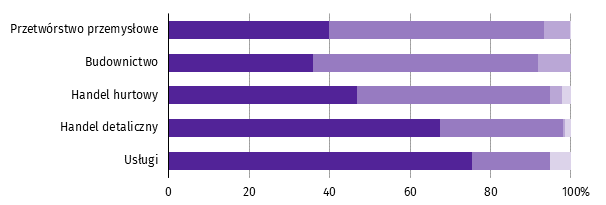 Przetwórstwo przemysłowe
Budownictwo
Handel hurtowy
Handel detaliczny
Usługi
0 20 40 60 80 100%